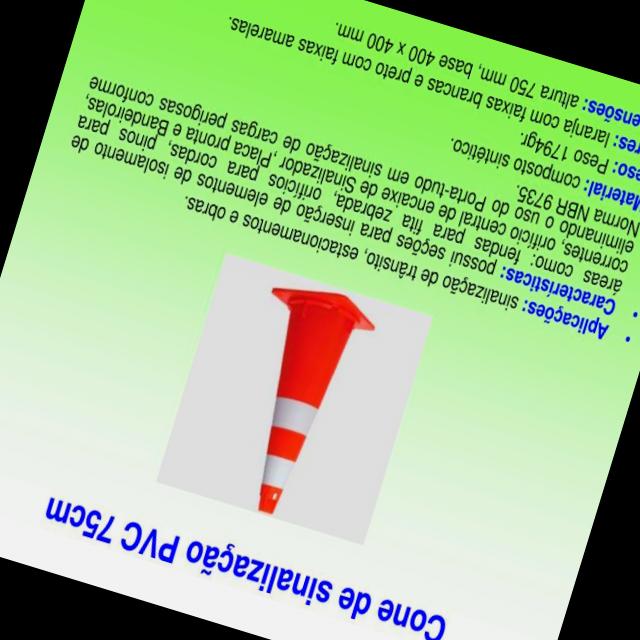 Cone de sinalização PVC 75cm
• Aplicações: sinalização de trânsito, estacionamentos e obras.
• Características: possui seções para inserção de elementos de isolamento de
áreas como: fendas para fita zebrada, orifícios para cordas, pinos para
correntes, orifício central de encaixe de Sinalizador ,Placa pronta e Bandeirolas,
eliminando o uso do Porta-tudo em sinalização de cargas perigosas conforme
Norma NBR 9735.
Material: composto sintético.
eso: Peso 1794gr.
res: laranja com faixas brancas e preto com faixas amarelas.
ensões: altura 750 mm, base 400 x 400 mm.